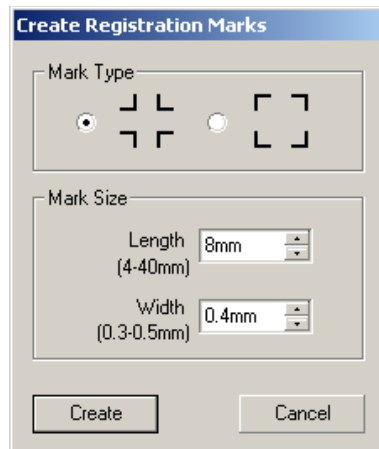 Create Registration Marks
Mark Type
Mark Size
Length
(4-40mm)
8mm
Width
(0.3-0.5mm)
0.4mm
Create
Cancel